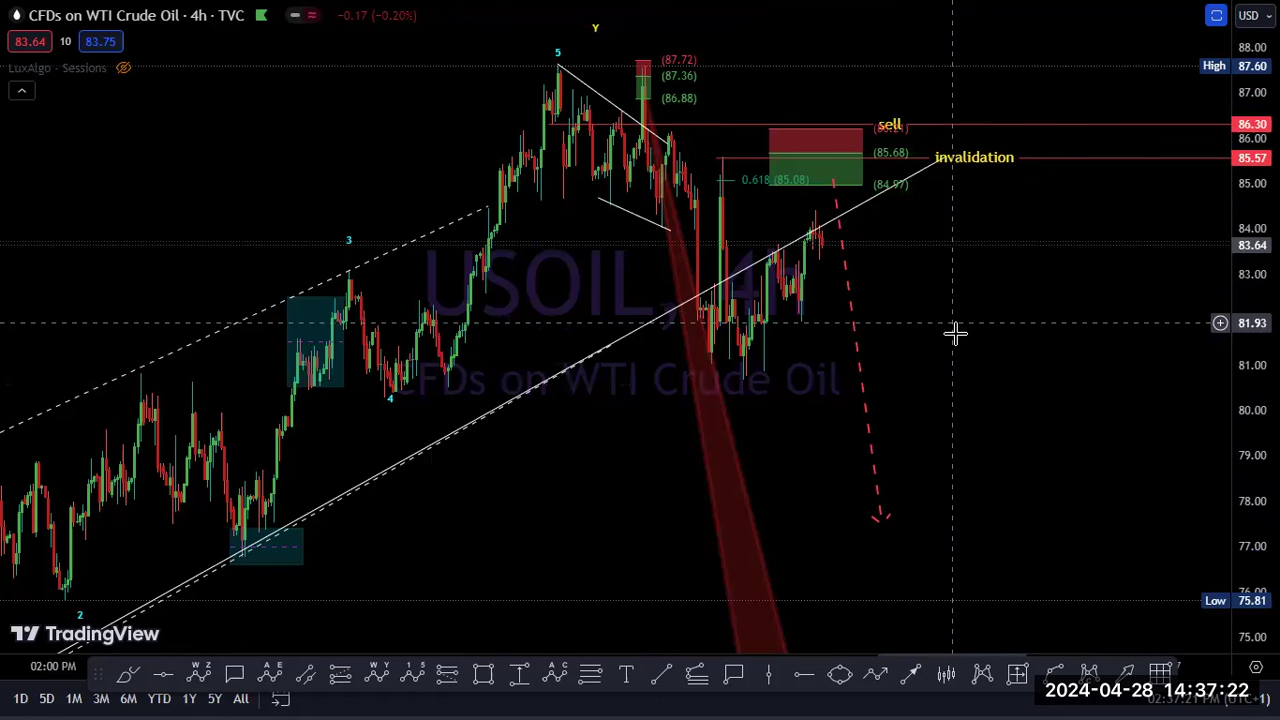 CFDs on WTI Crude Oil · 4h · TVC
-0.17 (-0.20%)
USD
83.64 10 83.75
LuxAlgo - Sessions
Y
5
(87.72)
(87.36)
(86.88)
sell
(85.68)
invalidation
0.618 (85.08)
(84.97)
3
4
2
USOIL, 4h
CFDs on WTI Crude Oil
88.00
High 87.60
87.00
86.30
86.00
85.57
85.00
84.00
83.64
83.00
81.93
81.00
80.00
79.00
78.00
77.00
76.00
Low 75.81
75.00
TradingView
02:00 PM
W Z
A E
W Y
1 5
A C
1D 5D 1M 3M 6M YTD 1Y 5Y All
2024-04-28 14:37:22